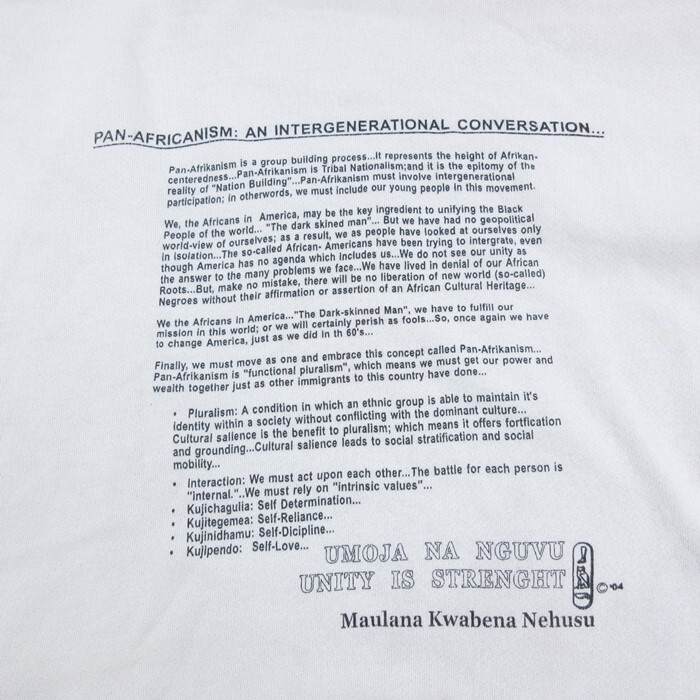 PAN-AFRICANISM: AN INTERGENERATIONAL CONVERSATION...
Pan-Afrikanism is a group building process...It represents the height of Afrikan-
centeredness...Pan-Afrikanism is Tribal Nationalism;and it is the epitomy of the
reality of "Nation Building"...Pan-Afrikanism must involve intergenerational
participation; in otherwords, we must include our young people in this movement.
We, the Africans in America, may be the key ingredient to unifying the Black
People of the world... "The dark skined man"... But we have had no geopolitical
world-view of ourselves; as a result, we as people have looked at ourselves only
in isolation...The so-called African- Americans have been trying to intergrate, even
though America has no agenda which includes us...We do not see our unity as
the answer to the many problems we face...We have lived in denial of our African
Roots...But, make no mistake, there will be no liberation of new world (so-called)
Negroes without their affirmation or assertion of an African Cultural Heritage...
We the Africans in America..."The Dark-skinned Man", we have to fulfill our
mission in this world; or we will certainly perish as fools...So, once again we have
to change America, just as we did in th 60's...
Finally, we must move as one and embrace this concept called Pan-Afrikanism...
Pan-Afrikanism is "functional pluralism", which means we must get our power and
wealth together just as other immigrants to this country have done...
• Pluralism: A condition in which an ethnic group is able to maintain it's
identity within a society without conflicting with the dominant culture...
Cultural salience is the benefit to pluralism; which means it offers fortfication
and grounding...Cultural salience leads to social stratification and social
mobility...
• Interaction: We must act upon each other...The battle for each person is
"internal."..We must rely on "intrinsic values"...
• Kujichagulia: Self Determination...
• Kujitegemea: Self-Reliance...
• Kujinidhamu: Self-Dicipline...
• Kujipendo: Self-Love...
UMOJA NA NGUVU
UNITY IS STRENGHT
© '04
Maulana Kwabena Nehusu